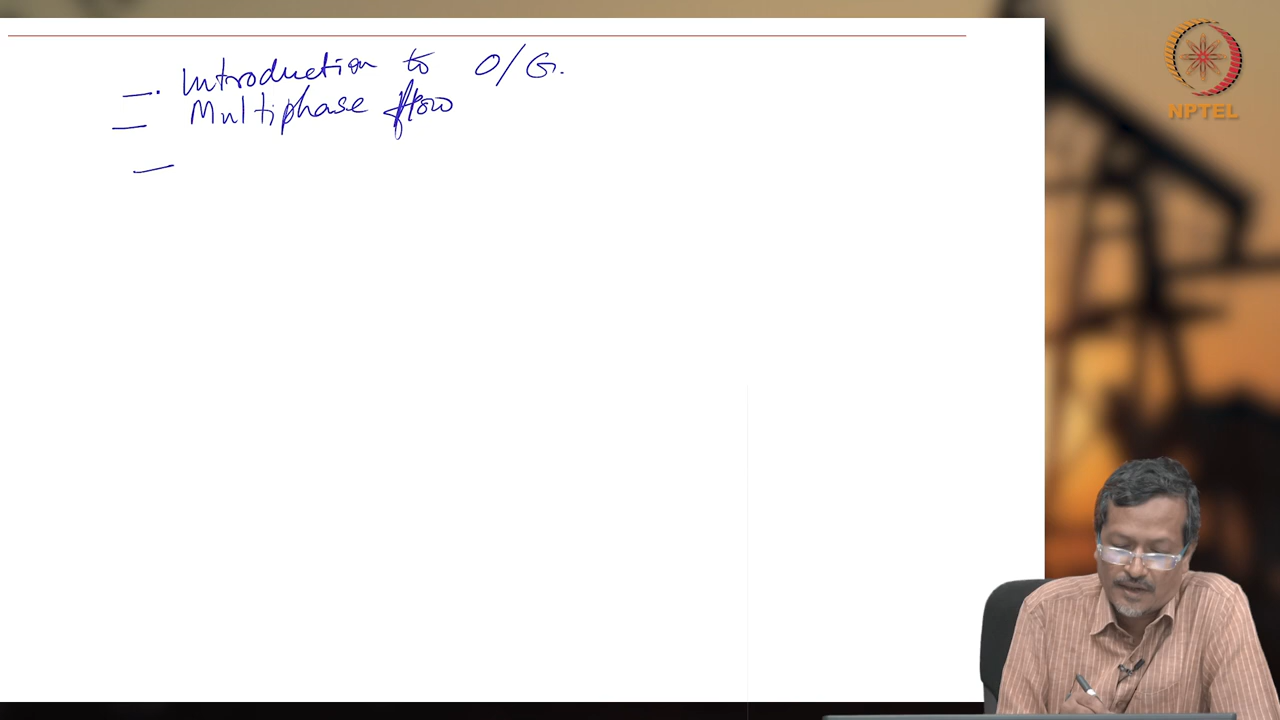 —. Introduction to O/G.
— Multiphase flow
—
NPTEL